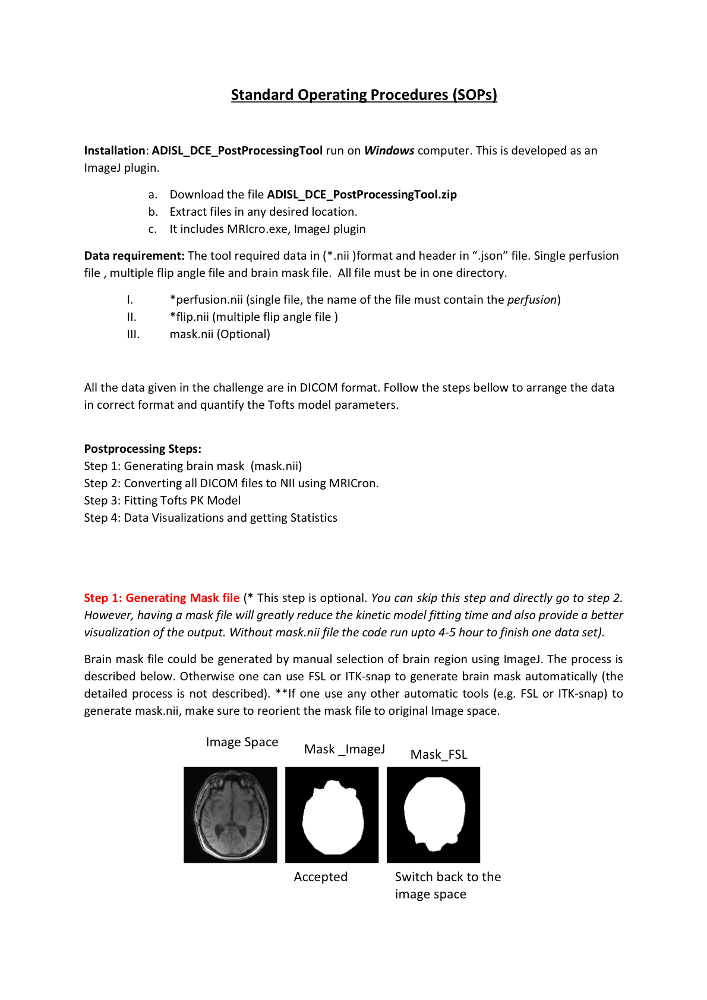 Standard Operating Procedures (SOPs)
Installation: ADISL_DCE_PostProcessingTool run on Windows computer. This is developed as an
ImageJ plugin.
a. Download the file ADISL_DCE_PostProcessingTool.zip
b. Extract files in any desired location.
c. It includes MRIcro.exe, ImageJ plugin
Data requirement: The tool required data in (*.nii )format and header in “.json” file. Single perfusion
file , multiple flip angle file and brain mask file.  All file must be in one directory.
I. *perfusion.nii (single file, the name of the file must contain the perfusion)
II. *flip.nii (multiple flip angle file )
III. mask.nii (Optional)
All the data given in the challenge are in DICOM format. Follow the steps bellow to arrange the data
in correct format and quantify the Tofts model parameters.
Postprocessing Steps:
Step 1: Generating brain mask  (mask.nii)
Step 2: Converting all DICOM files to NII using MRICron.
Step 3: Fitting Tofts PK Model
Step 4: Data Visualizations and getting Statistics
Step 1: Generating Mask file (* This step is optional. You can skip this step and directly go to step 2.
However, having a mask file will greatly reduce the kinetic model fitting time and also provide a better
visualization of the output. Without mask.nii file the code run upto 4-5 hour to finish one data set).
Brain mask file could be generated by manual selection of brain region using ImageJ. The process is
described below. Otherwise one can use FSL or ITK-snap to generate brain mask automatically (the
detailed process is not described). **If one use any other automatic tools (e.g. FSL or ITK-snap) to
generate mask.nii, make sure to reorient the mask file to original Image space.
Image Space
Mask _ImageJ
Mask_FSL
Accepted
Switch back to the
image space